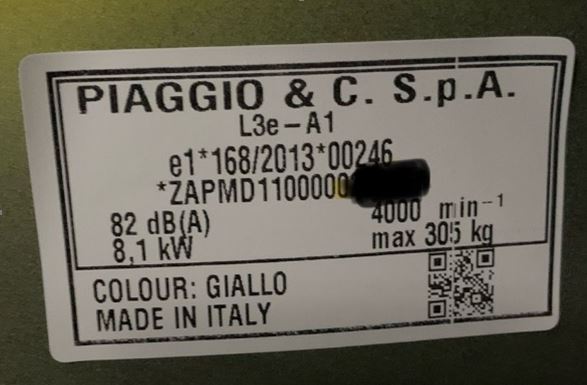 PIAGGIO & C. S.p.A.
L3e-A1
e1*168/2013*00246
*ZAPMD1100000
82 dB(A) 4000 min-1
8,1 kW max 305 kg
COLOUR: GIALLO
MADE IN ITALY